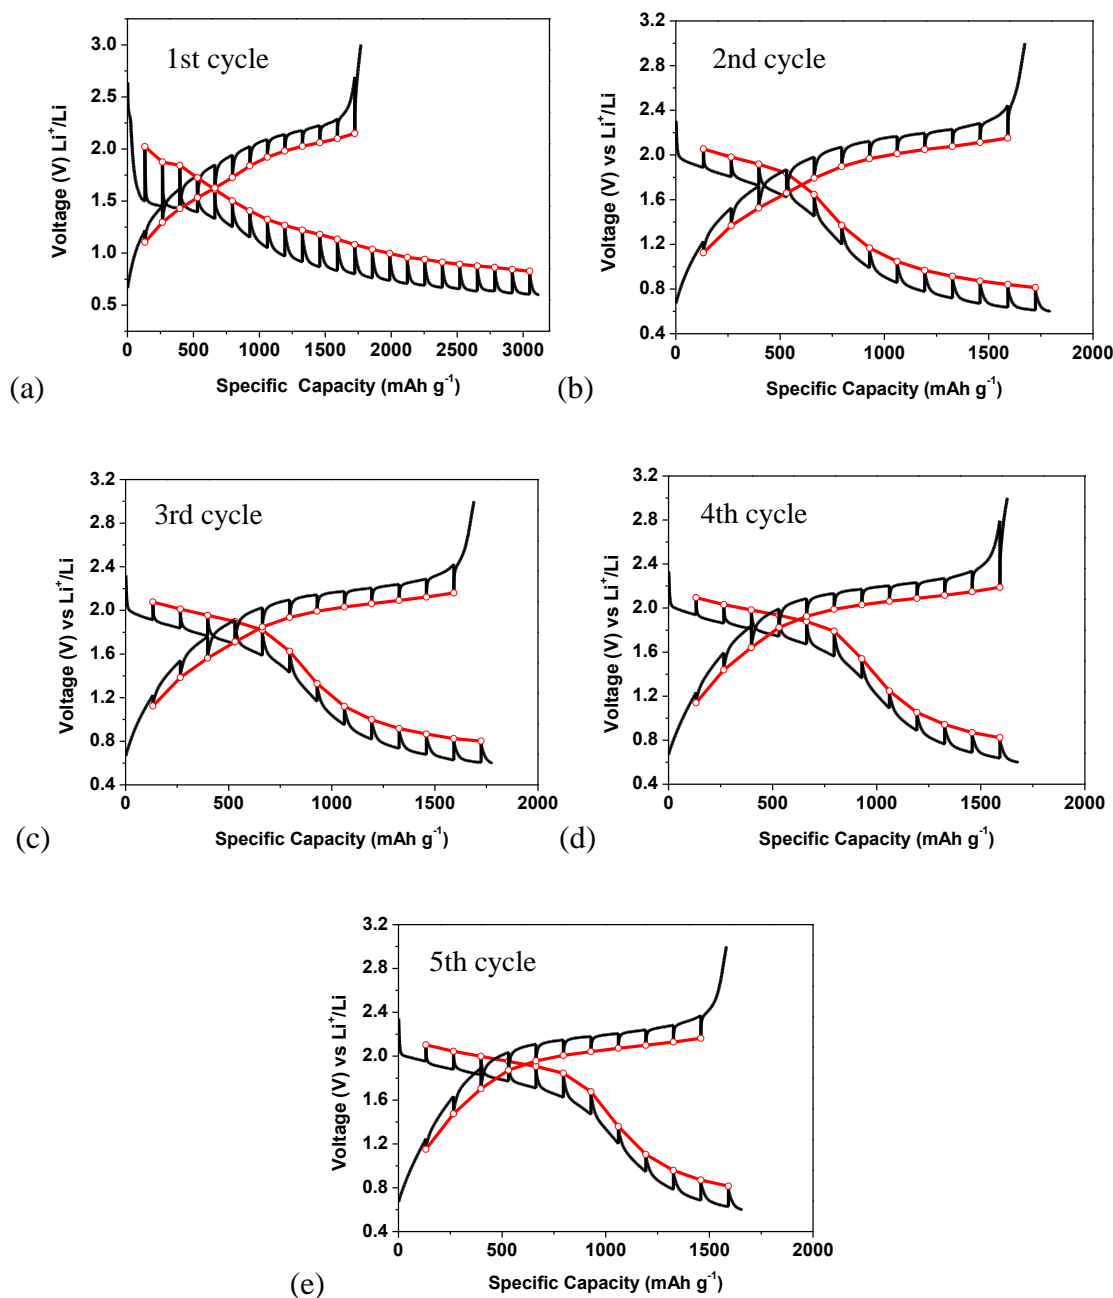 1st cycle
Voltage (V) Li⁺/Li
3.0
2.5
2.0
1.5
1.0
0.5
0 500 1000 1500 2000 2500 3000
Specific Capacity (mAh g⁻¹)
(a)
2nd cycle
Voltage (V) vs Li⁺/Li
3.2
2.8
2.4
2.0
1.6
1.2
0.8
0.4
0 500 1000 1500 2000
Specific Capacity (mAh g⁻¹)
(b)
3rd cycle
Voltage (V) vs Li⁺/Li
3.2
2.8
2.4
2.0
1.6
1.2
0.8
0.4
0 500 1000 1500 2000
Specific Capacity (mAh g⁻¹)
(c)
4th cycle
Voltage (V) vs Li⁺/Li
3.2
2.8
2.4
2.0
1.6
1.2
0.8
0.4
0 500 1000 1500 2000
Specific Capacity (mAh g⁻¹)
(d)
5th cycle
Voltage (V) vs Li⁺/Li
3.2
2.8
2.4
2.0
1.6
1.2
0.8
0.4
0 500 1000 1500 2000
Specific Capacity (mAh g⁻¹)
(e)